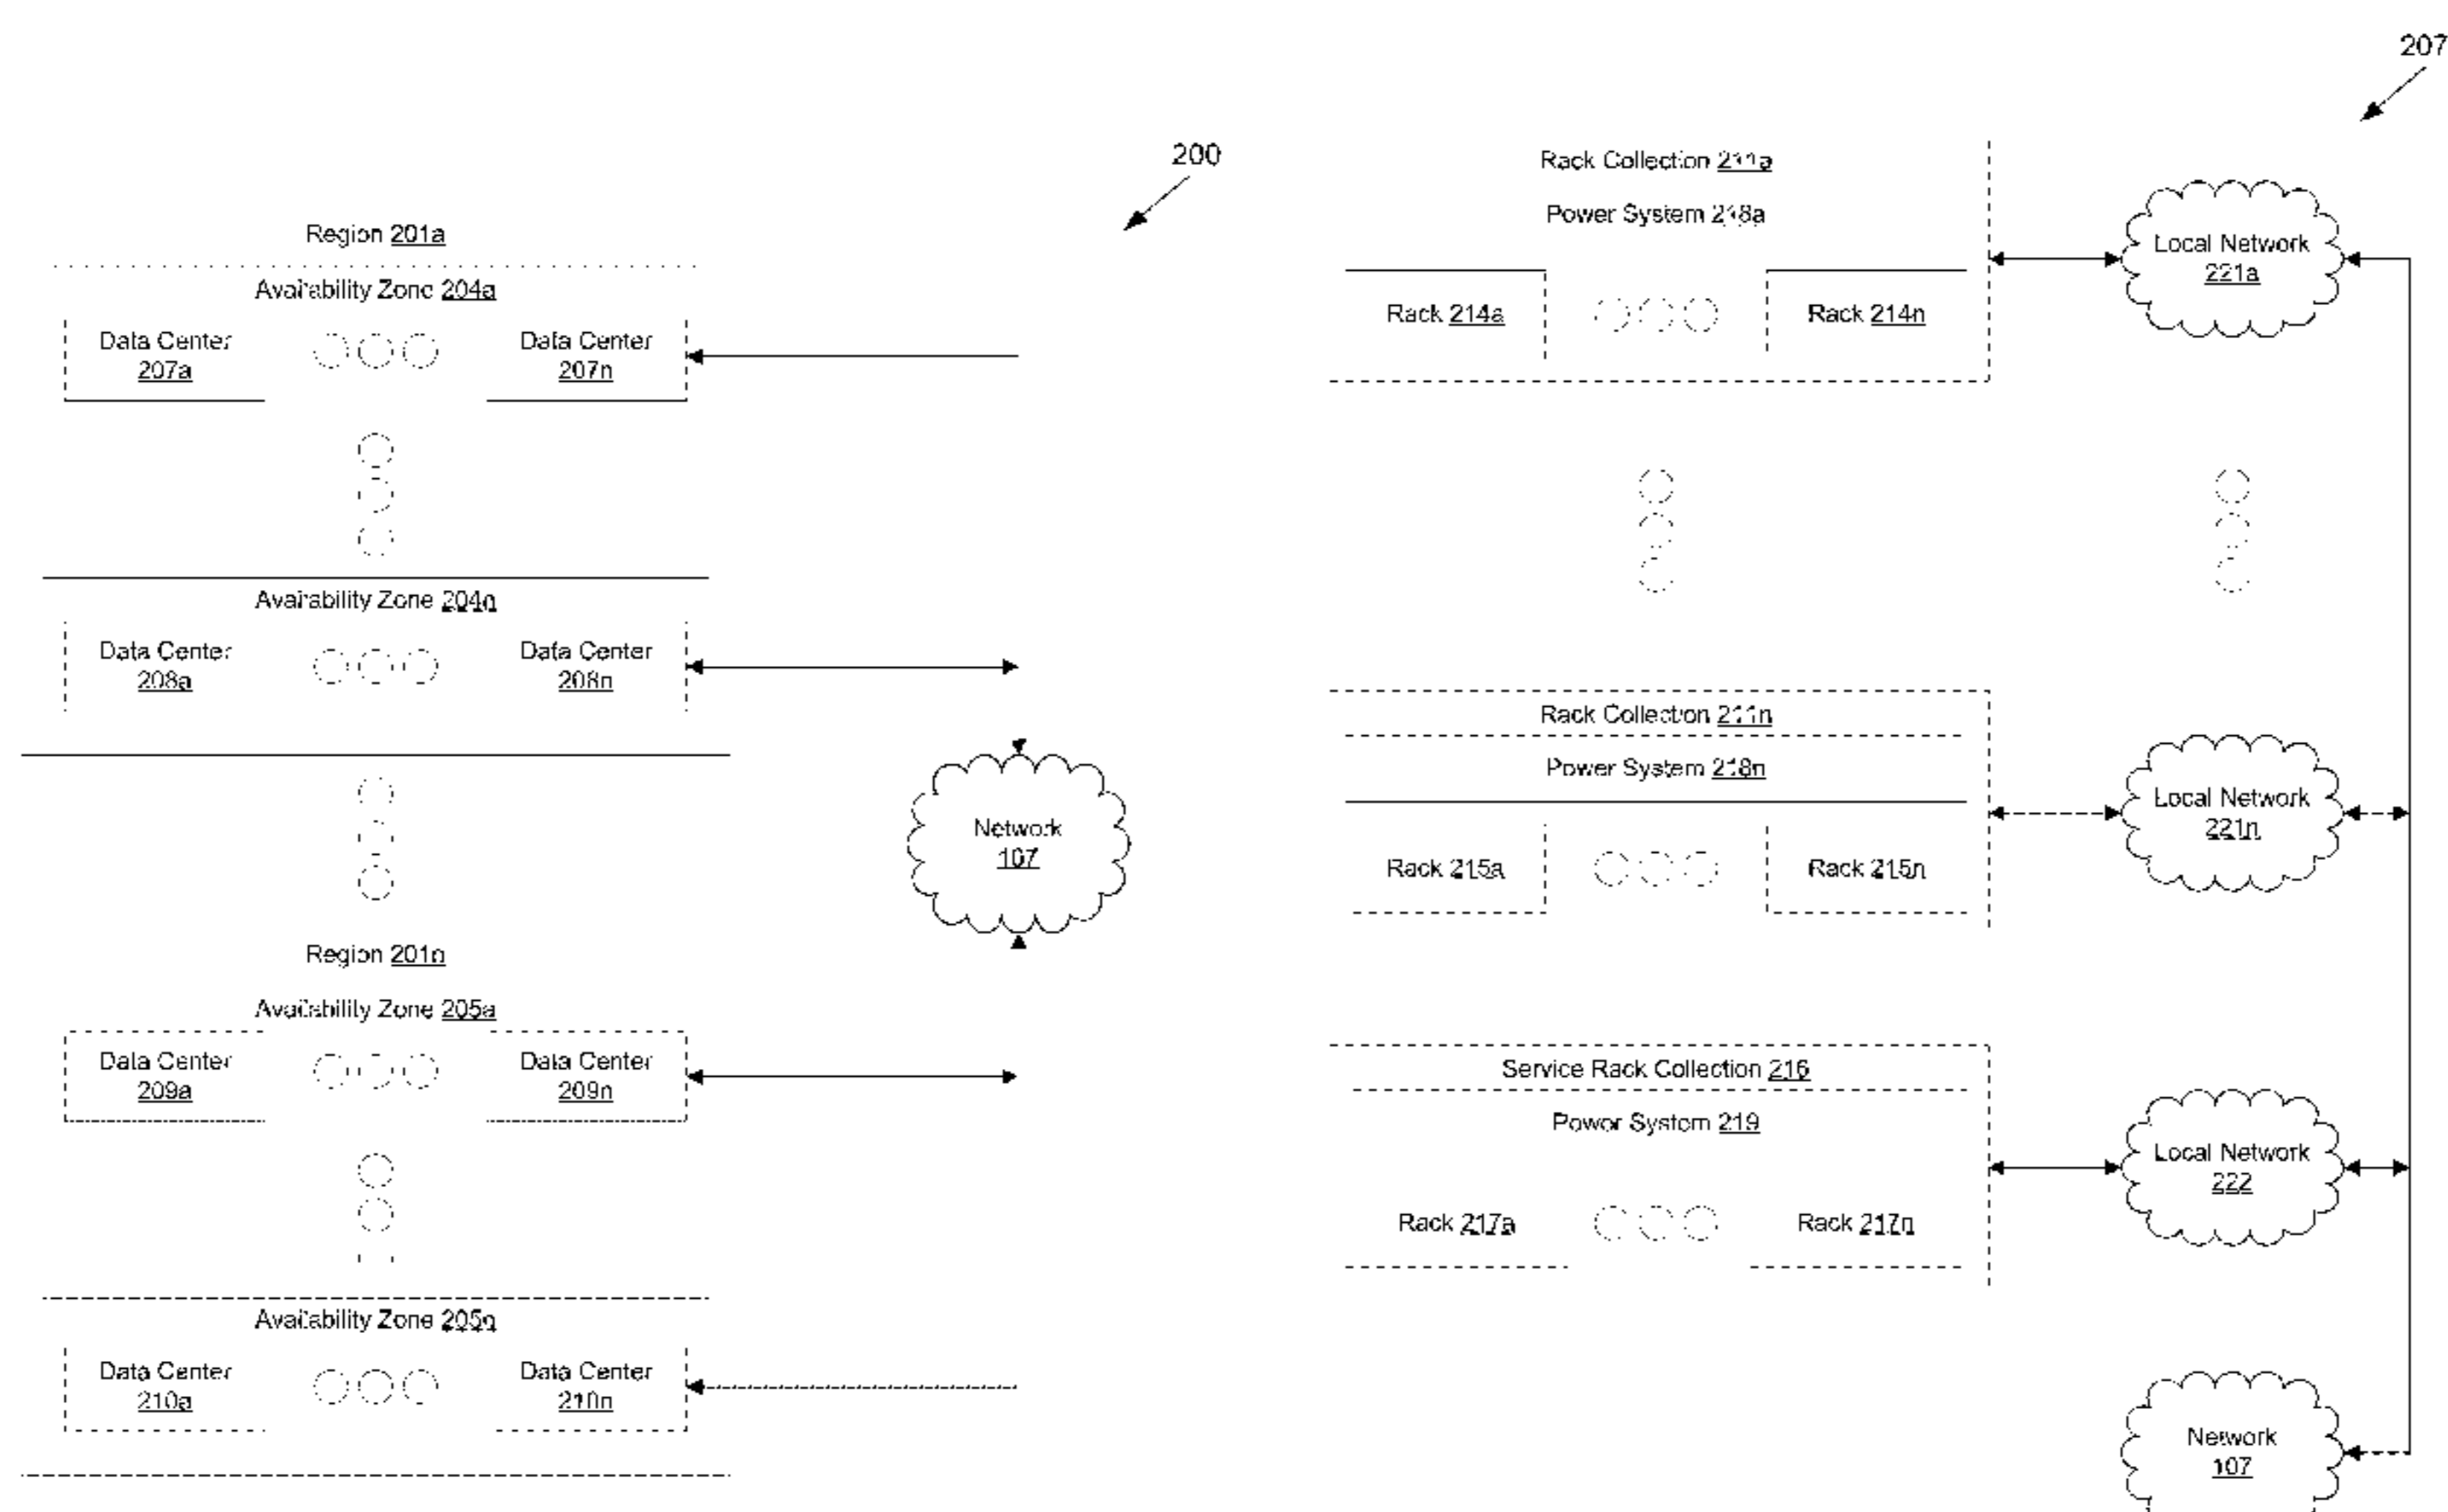 200
Region 201a
Availability Zone 204a
Data Center
207a
Data Center
207n
Availability Zone 204n
Data Center
208a
Data Center
208n
Network
107
Region 201n
Availability Zone 205a
Data Center
209a
Data Center
209n
Availability Zone 205n
Data Center
210a
Data Center
210n
207
Rack Collection 211a
Power System 218a
Rack 214a
Rack 214n
Local Network
221a
Rack Collection 211n
Power System 218n
Rack 215a
Rack 215n
Local Network
221n
Service Rack Collection 216
Power System 219
Rack 217a
Rack 217n
Local Network
222
Network
107